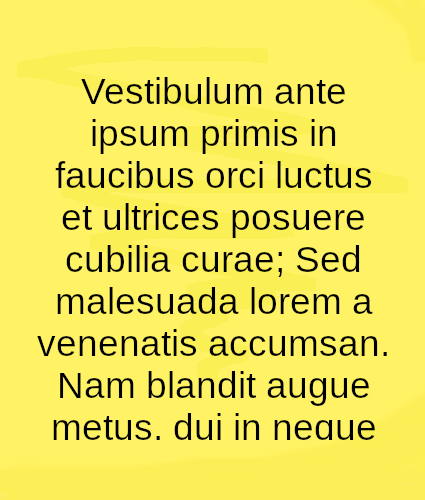 Vestibulum ante
ipsum primis in
faucibus orci luctus
et ultrices posuere
cubilia curae; Sed
malesuada lorem a
venenatis accumsan.
Nam blandit augue
metus, dui in neque